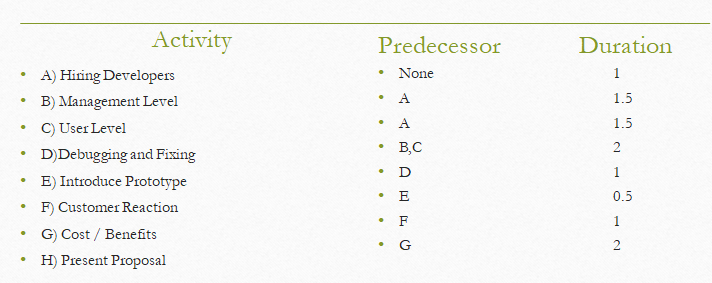 Activity Predecessor Duration
• A) Hiring Developers • None 1
• B) Management Level • A 1.5
• C) User Level • A 1.5
• D)Debugging and Fixing • B,C 2
• E) Introduce Prototype • D 1
• F) Customer Reaction • E 0.5
• G) Cost / Benefits • F 1
• H) Present Proposal • G 2